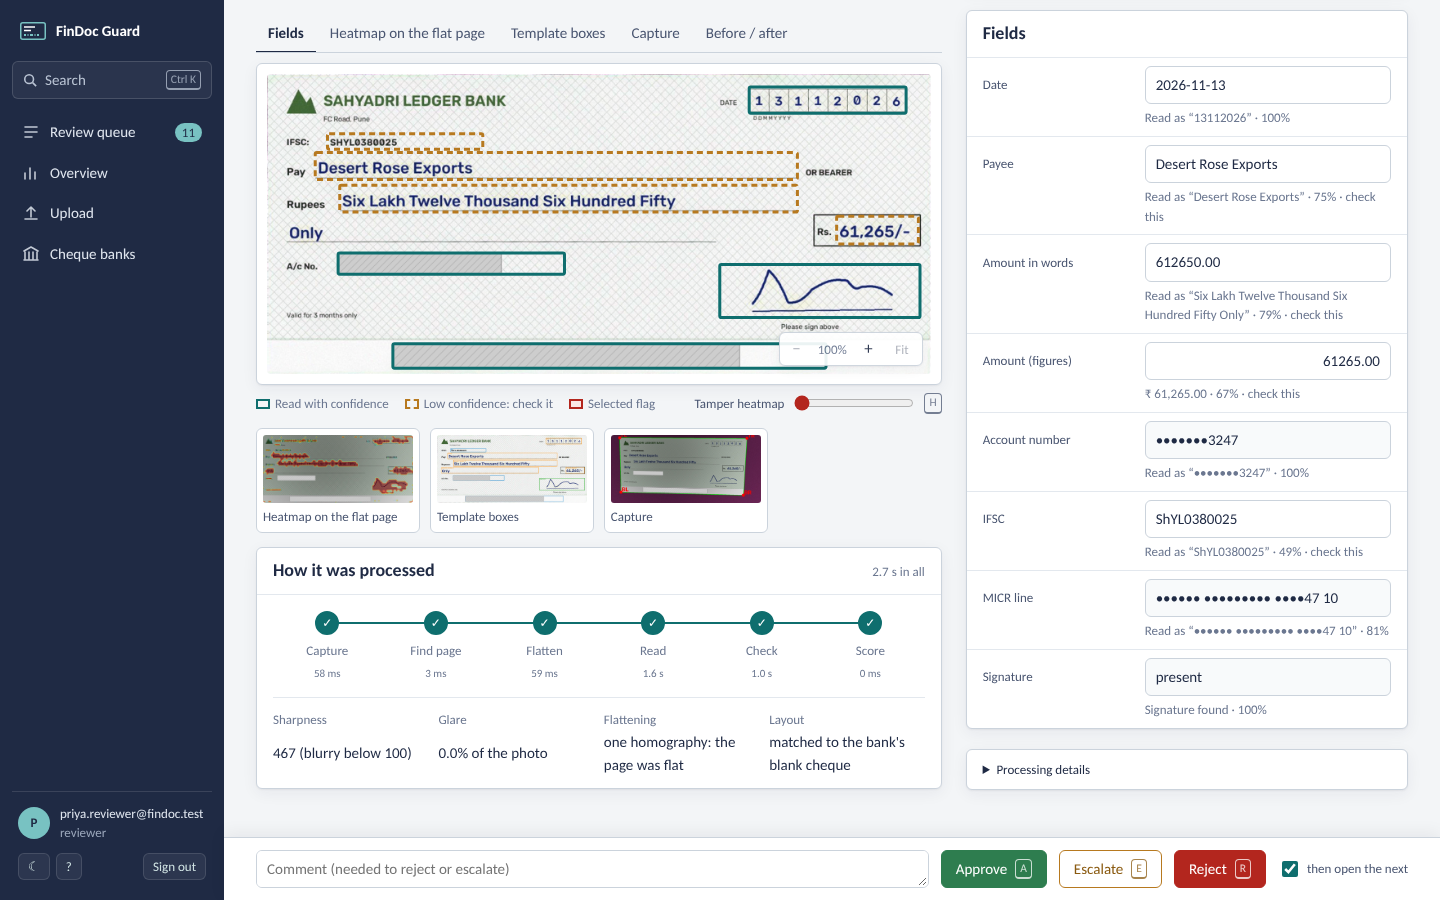 FinDoc Guard
Search
Ctrl K
Review queue
11
Overview
Upload
Cheque banks
P
priya.reviewer@findoc.test
reviewer
?
Sign out
Fields
Heatmap on the flat page
Template boxes
Capture
Before / after
SAHYADRI LEDGER BANK
FC Road, Pune
DATE
1 3 1 1 2 0 2 6
DDMMYYYY
IFSC:
SHYL0380025
Pay
Desert Rose Exports
OR BEARER
Rupees
Six Lakh Twelve Thousand Six Hundred Fifty
Only
Rs.
61,265/-
A/c No.
Valid for 3 months only
Please sign above
− 100% + Fit
Read with confidence
Low confidence: check it
Selected flag
Tamper heatmap
H
Heatmap on the flat page
Template boxes
Capture
How it was processed
2.7 s in all
✓ ✓ ✓ ✓ ✓ ✓
Capture
Find page
Flatten
Read
Check
Score
58 ms
3 ms
59 ms
1.6 s
1.0 s
0 ms
Sharpness
467 (blurry below 100)
Glare
0.0% of the photo
Flattening
one homography: the
page was flat
Layout
matched to the bank's
blank cheque
Fields
Date
2026-11-13
Read as “13112026” · 100%
Payee
Desert Rose Exports
Read as “Desert Rose Exports” · 75% · check
this
Amount in words
612650.00
Read as “Six Lakh Twelve Thousand Six
Hundred Fifty Only” · 79% · check this
Amount (figures)
61265.00
₹ 61,265.00 · 67% · check this
Account number
•••••••3247
Read as “•••••••3247” · 100%
IFSC
ShYL0380025
Read as “ShYL0380025” · 49% · check this
MICR line
•••••• ••••••••• ••••47 10
Read as “•••••• ••••••••• ••••47 10” · 81%
Signature
present
Signature found · 100%
Processing details
Comment (needed to reject or escalate)
Approve A
Escalate E
Reject R
then open the next